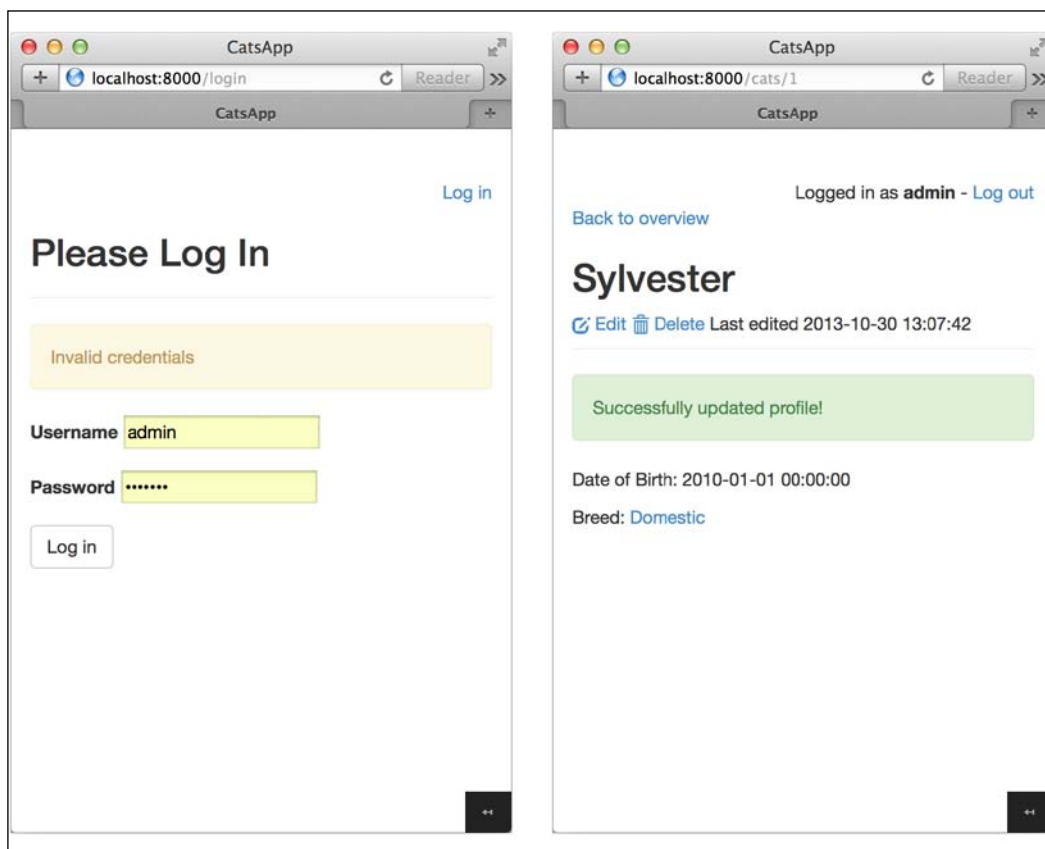 CatsApp
localhost:8000/login
Reader
CatsApp
Log in
Please Log In
Invalid credentials
Username admin
Password •••••••
Log in
CatsApp
localhost:8000/cats/1
Reader
CatsApp
Logged in as admin - Log out
Back to overview
Sylvester
Edit Delete Last edited 2013-10-30 13:07:42
Successfully updated profile!
Date of Birth: 2010-01-01 00:00:00
Breed: Domestic